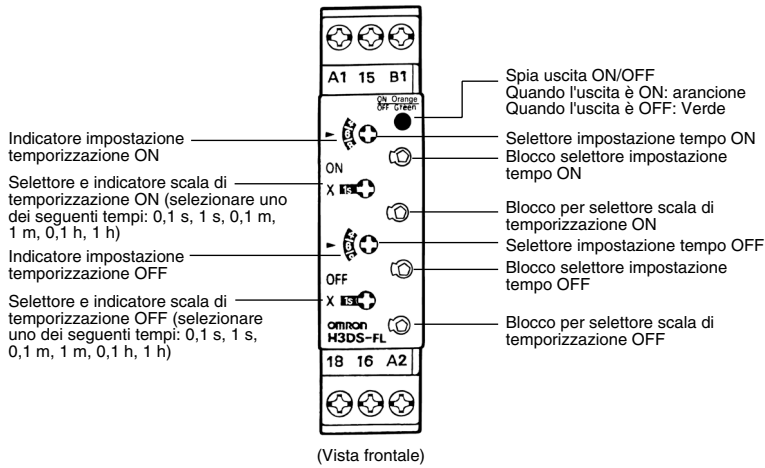 A1 15 B1
ON Orange
OFF Green
Spia uscita ON/OFF
Quando l'uscita è ON: arancione
Quando l'uscita è OFF: Verde
Indicatore impostazione
temporizzazione ON
Selettore impostazione tempo ON
Blocco selettore impostazione
tempo ON
ON
X 1s
Selettore e indicatore scala di
temporizzazione ON (selezionare uno
dei seguenti tempi: 0,1 s, 1 s, 0,1 m,
1 m, 0,1 h, 1 h)
Blocco per selettore scala di
temporizzazione ON
Indicatore impostazione
temporizzazione OFF
Selettore impostazione tempo OFF
Blocco selettore impostazione
tempo OFF
OFF
X 1s
Selettore e indicatore scala di
temporizzazione OFF (selezionare
uno dei seguenti tempi: 0,1 s, 1 s,
0,1 m, 1 m, 0,1 h, 1 h)
Blocco per selettore scala di
temporizzazione OFF
OMRON
H3DS-FL
18 16 A2
(Vista frontale)